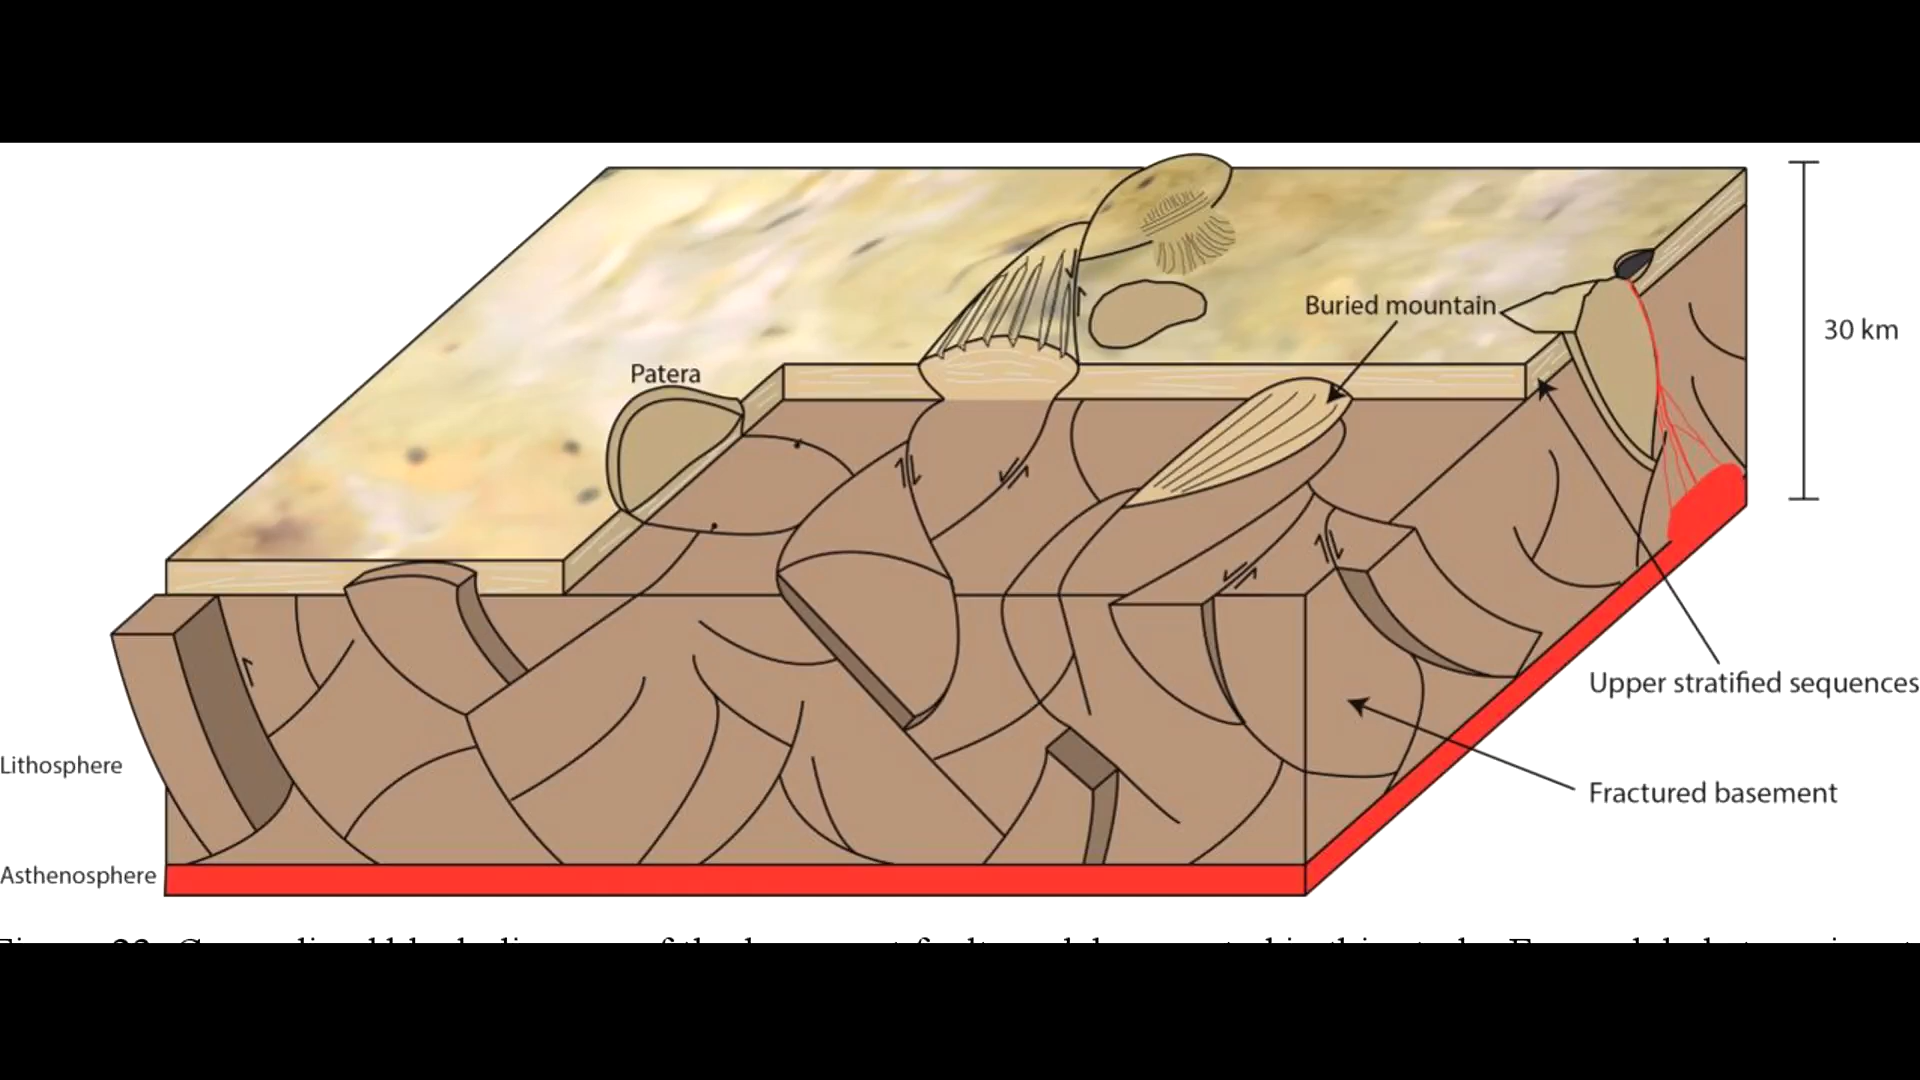 Buried mountain
30 km
Patera
Upper stratified sequences
Lithosphere
Fractured basement
Asthenosphere